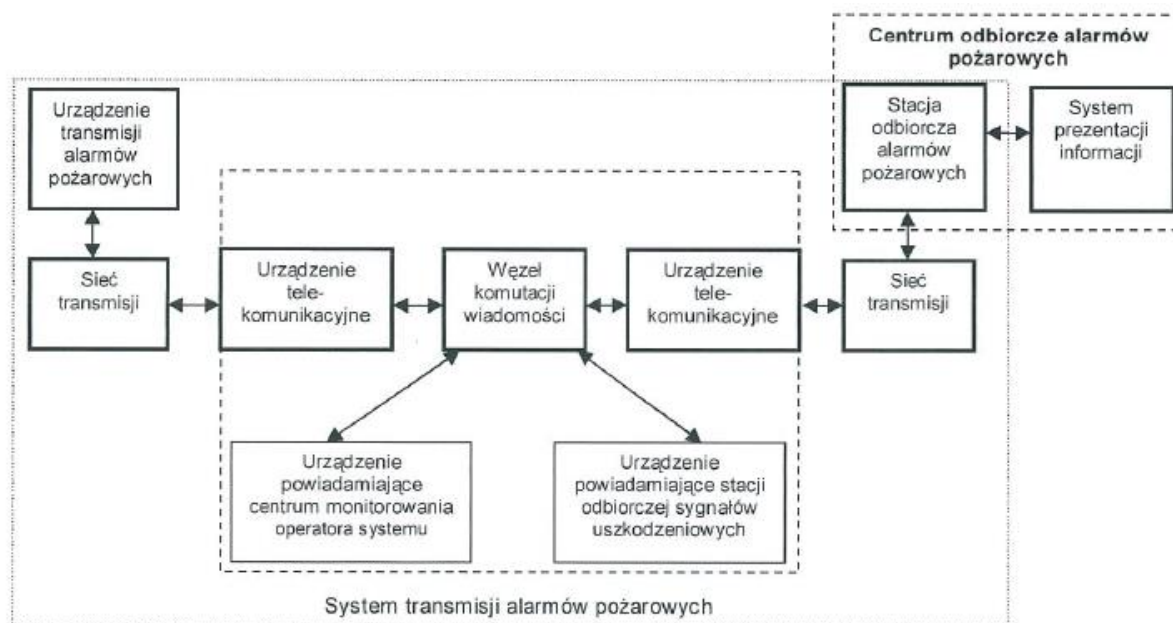 Centrum odbiorcze alarmów
pożarowych
Urządzenie
transmisji
alarmów
pożarowych
Stacja
odbiorcza
alarmów
pożarowych
System
prezentacji
informacji
Sieć
transmisji
Urządzenie
tele-
komunikacyjne
Węzeł
komutacji
wiadomości
Urządzenie
tele-
komunikacyjne
Sieć
transmisji
Urządzenie
powiadamiające
centrum monitorowania
operatora systemu
Urządzenie
powiadamiające stacji
odbiorczej sygnałów
uszkodzeniowych
System transmisji alarmów pożarowych